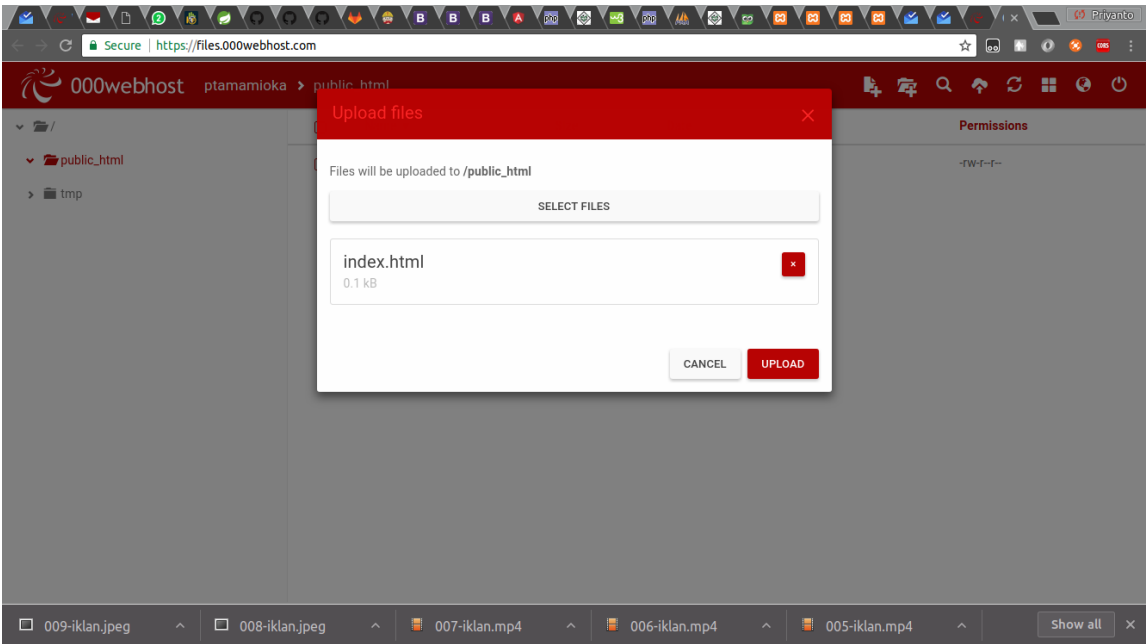 Priyanto
Secure https://files.000webhost.com
000webhost ptamamioka > public_html
Upload files
/
Permissions
public_html
-rw-r--r--
tmp
Files will be uploaded to /public_html
SELECT FILES
index.html
0.1 kB
CANCEL
UPLOAD
009-iklan.jpeg
008-iklan.jpeg
007-iklan.mp4
006-iklan.mp4
005-iklan.mp4
Show all